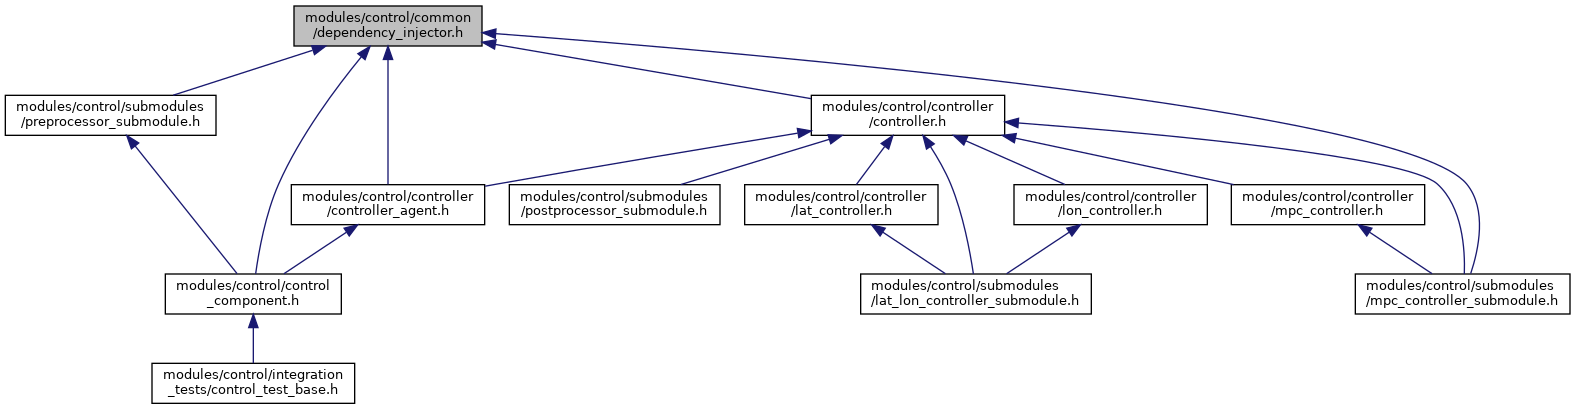 modules/control/common
/dependency_injector.h
modules/control/submodules
/preprocessor_submodule.h
modules/control/controller
/controller.h
modules/control/controller
/controller_agent.h
modules/control/submodules
/postprocessor_submodule.h
modules/control/controller
/lat_controller.h
modules/control/controller
/lon_controller.h
modules/control/controller
/mpc_controller.h
modules/control/control
_component.h
modules/control/submodules
/lat_lon_controller_submodule.h
modules/control/submodules
/mpc_controller_submodule.h
modules/control/integration
_tests/control_test_base.h